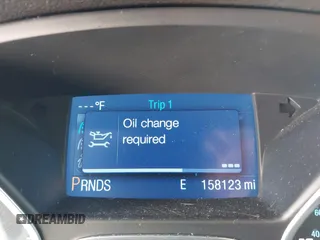 ---°F
Trip 1
Oil change
required
PRNDS
E
158123 mi
DREAMBID